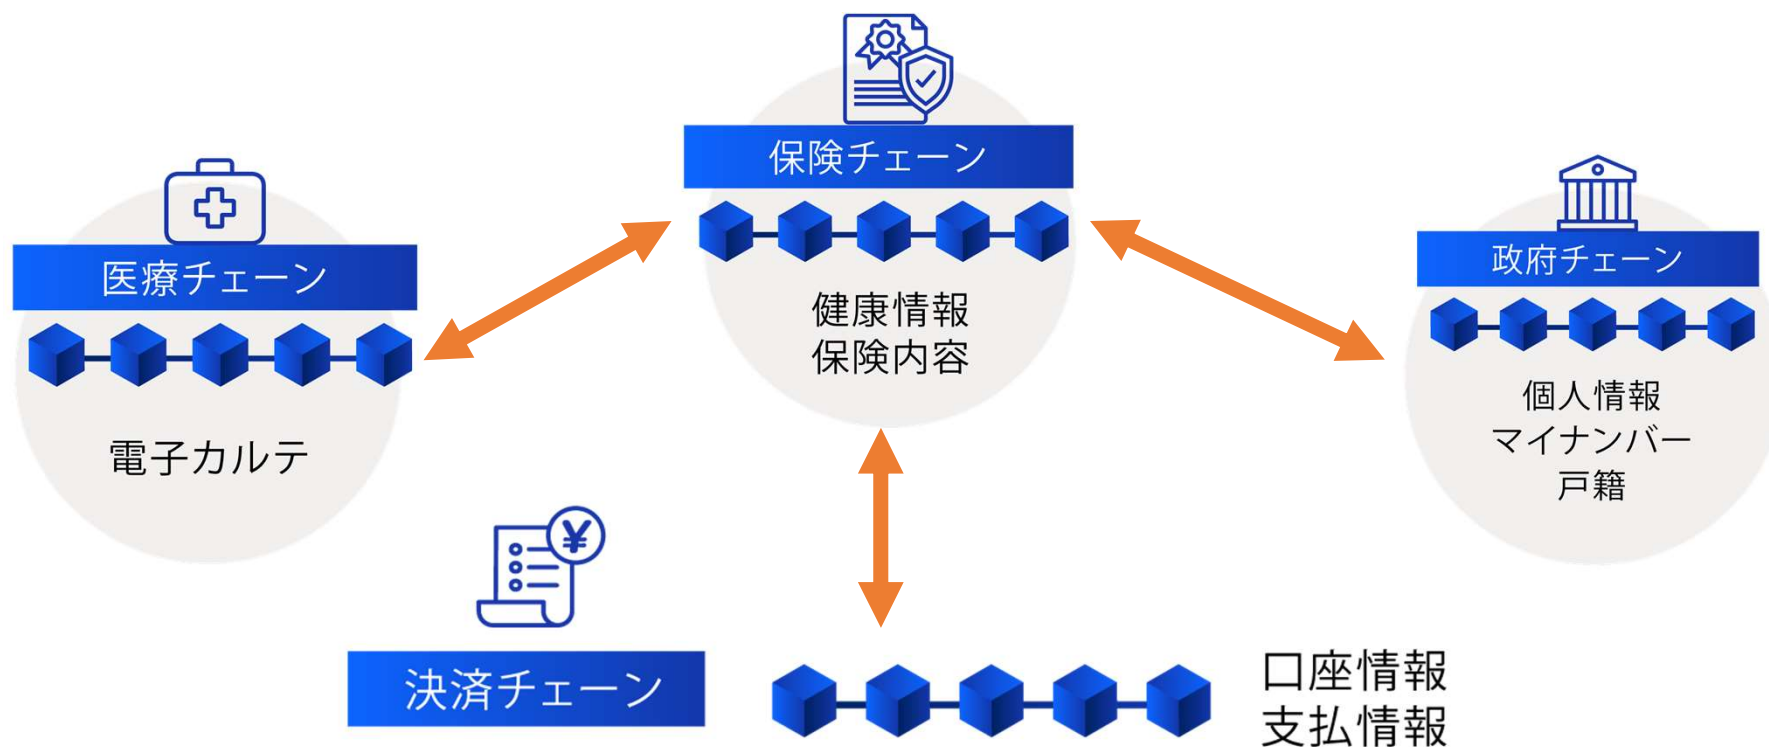 保険チェーン
健康情報
保険内容
医療チェーン
電子カルテ
政府チェーン
個人情報
マイナンバー
戸籍
¥
決済チェーン
口座情報
支払情報